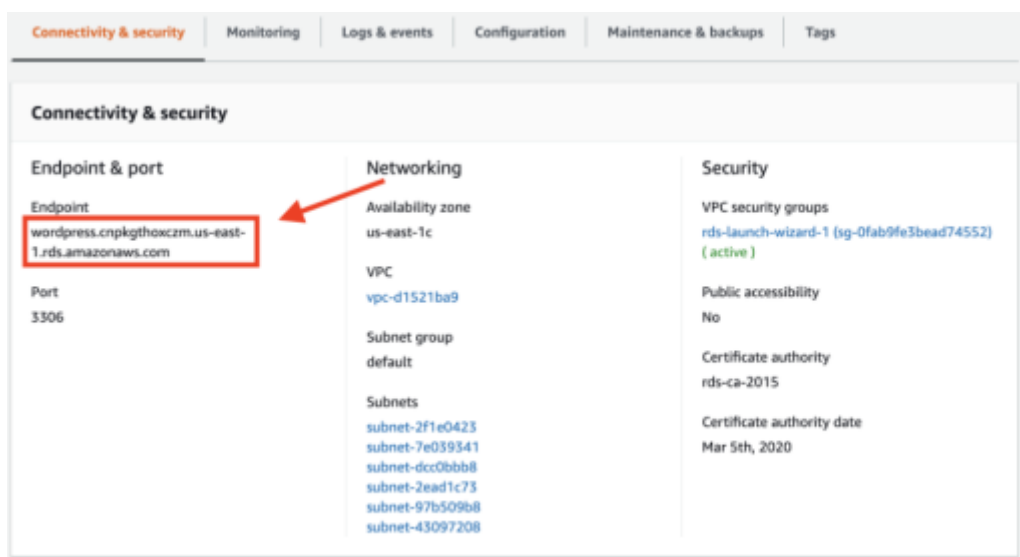 Connectivity & security
Monitoring
Logs & events
Configuration
Maintenance & backups
Tags
Connectivity & security
Endpoint & port
Endpoint
wordpress.cnpkgthoxczm.us-east-
1.rds.amazonaws.com
Port
3306
Networking
Availability zone
us-east-1c
VPC
vpc-d1521ba9
Subnet group
default
Subnets
subnet-2f1e0423
subnet-7e039341
subnet-dcc0bbb8
subnet-2ead1c73
subnet-97b509b8
subnet-43097208
Security
VPC security groups
rds-launch-wizard-1 (sg-0fab9fe3bead74552)
( active )
Public accessibility
No
Certificate authority
rds-ca-2015
Certificate authority date
Mar 5th, 2020